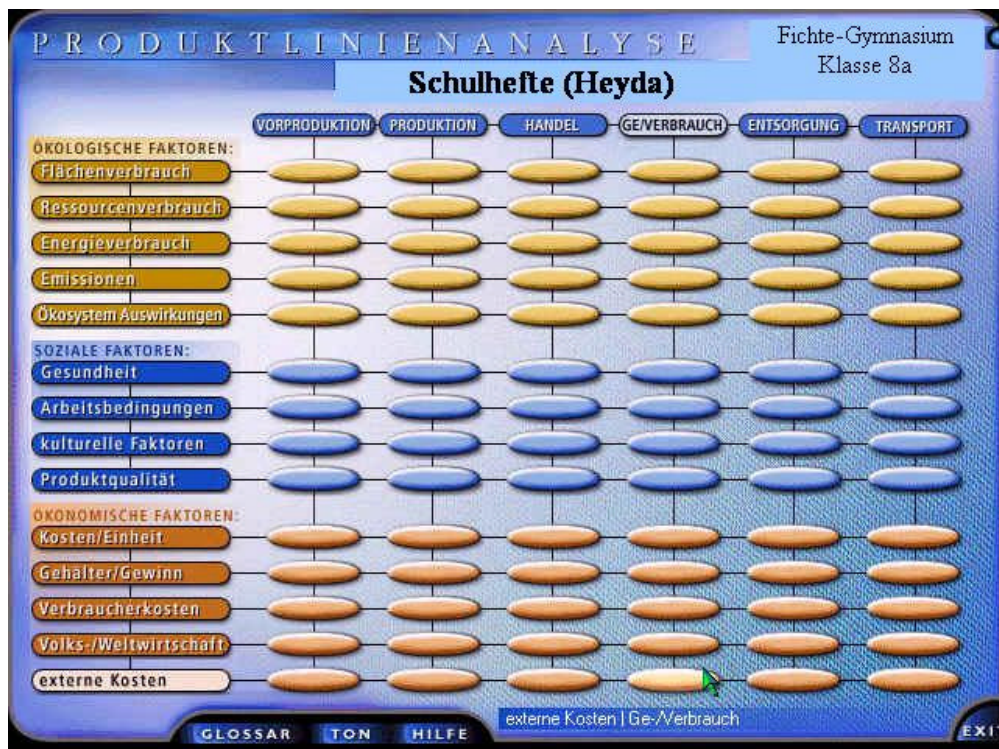 PRODUKTLINIENANALYSE
Fichte-Gymnasium
Klasse 8a
Schulhefte (Heyda)
VORPRODUKTION PRODUKTION HANDEL GE/VERBRAUCH ENTSORGUNG TRANSPORT
ÖKOLOGISCHE FAKTOREN:
Flächenverbrauch
Ressourcenverbrauch
Energieverbrauch
Emissionen
Ökosystem Auswirkungen
SOZIALE FAKTOREN:
Gesundheit
Arbeitsbedingungen
kulturelle Faktoren
Produktqualität
ÖKONOMISCHE FAKTOREN:
Kosten/Einheit
Gehälter/Gewinn
Verbraucherkosten
Volks-/Weltwirtschaft
externe Kosten
externe Kosten | Ge-/Verbrauch
GLOSSAR TON HILFE EXI